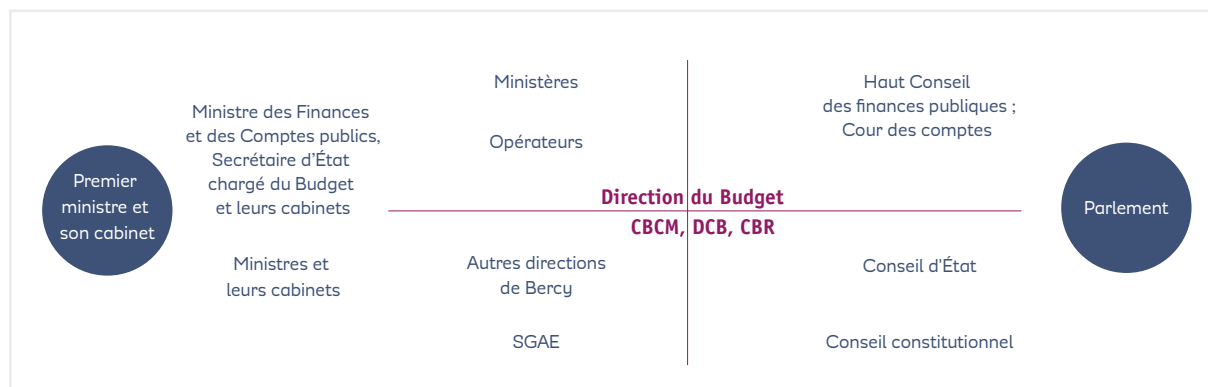 Premier
ministre et
son cabinet
Ministre des Finances
et des Comptes publics,
Secrétaire d'État
chargé du Budget
et leurs cabinets
Ministres et
leurs cabinets
Ministères
Opérateurs
Direction du Budget
CBCM, DCB, CBR
Autres directions
de Bercy
SGAE
Haut Conseil
des finances publiques ;
Cour des comptes
Conseil d'État
Conseil constitutionnel
Parlement